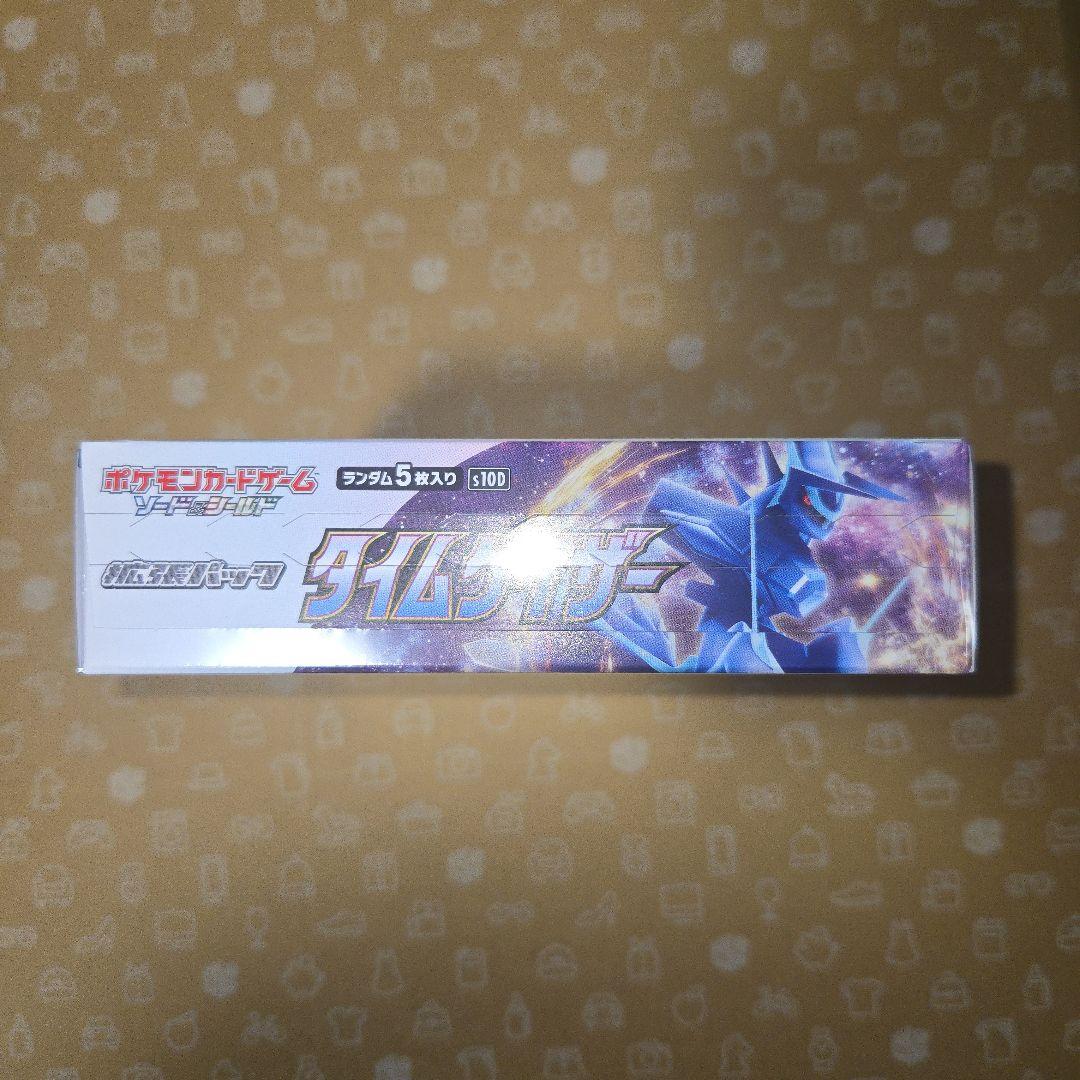 ポケモンカードゲーム
ソード&シールド
ランダム5枚入り
s10D
拡張パック
タイムゲイザー